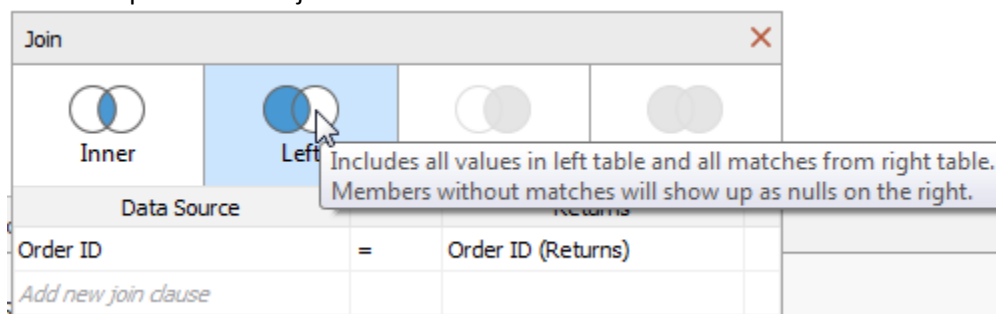 Join
Inner
Left
Includes all values in left table and all matches from right table.
Members without matches will show up as nulls on the right.
Data Source
Returns
Order ID = Order ID (Returns)
Add new join clause